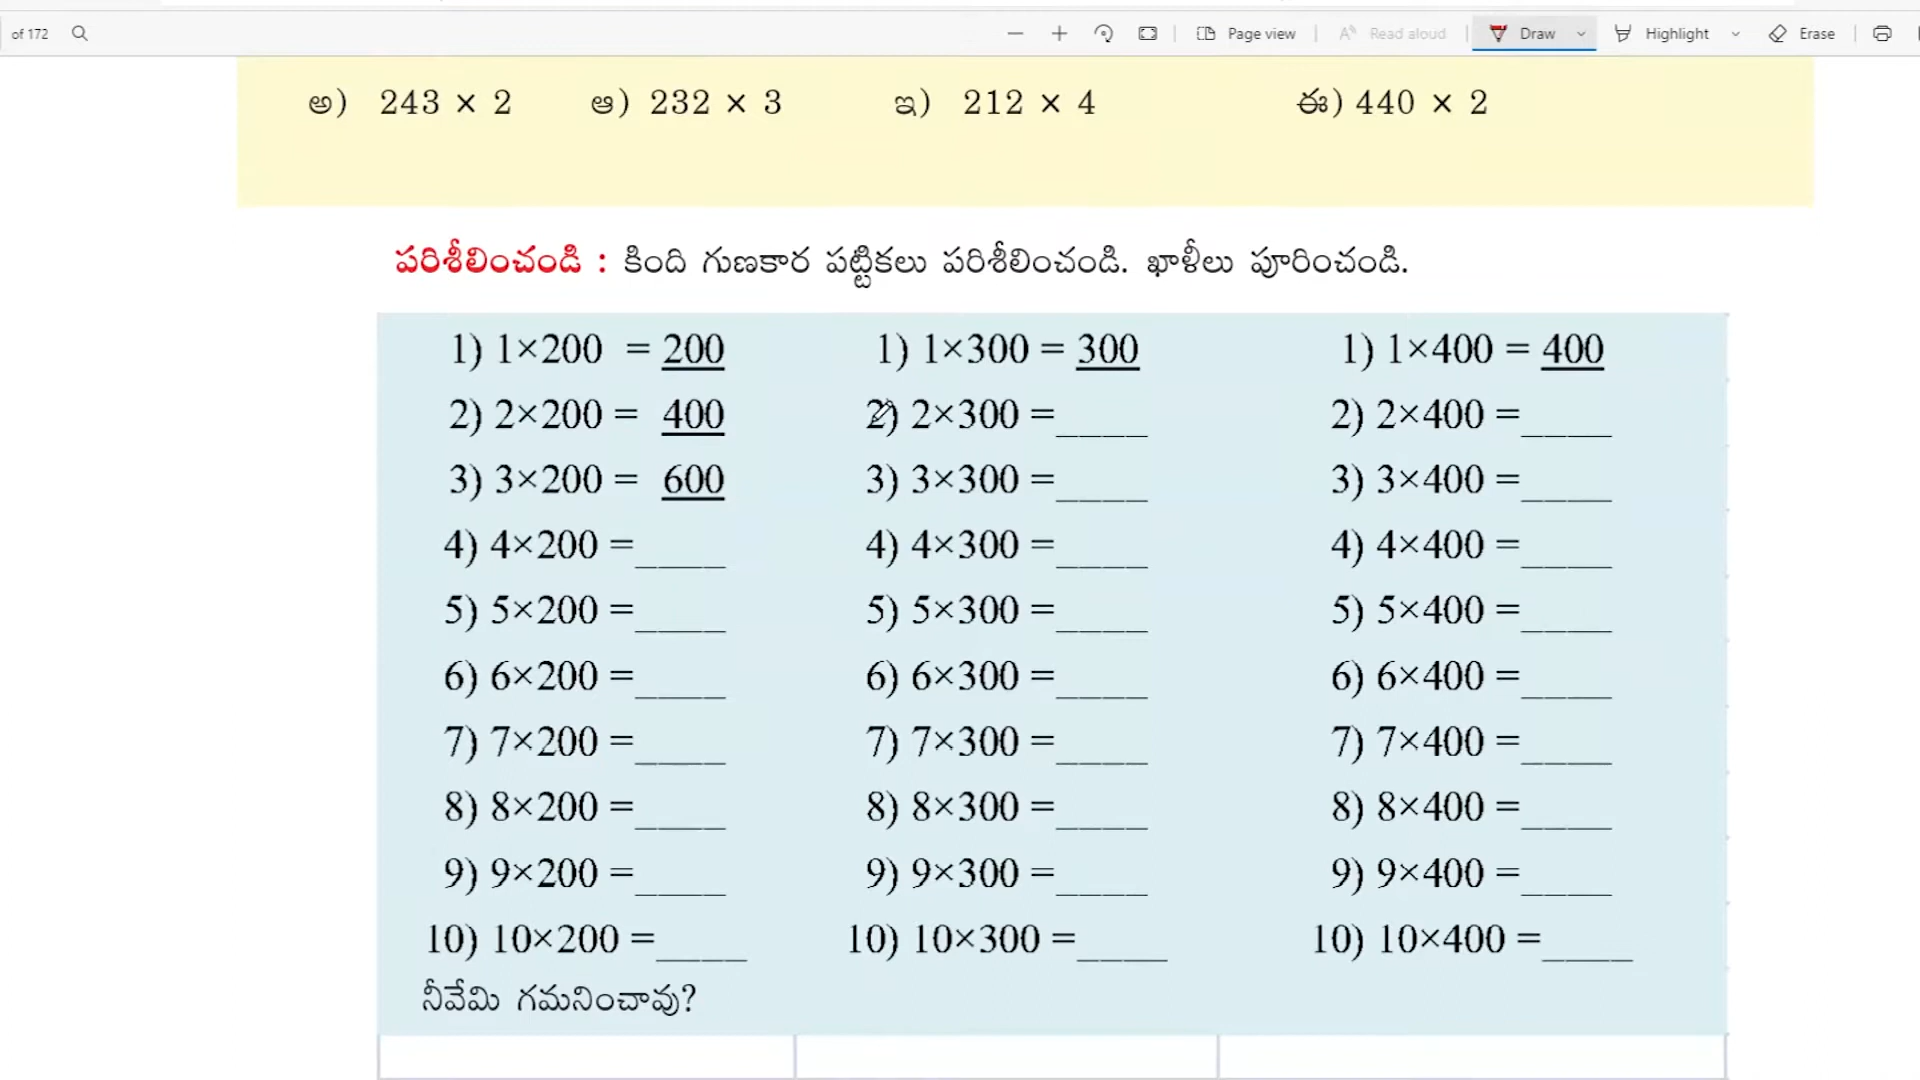 of 172 Page view Read aloud Draw Highlight Erase
అ) 243 × 2 ఆ) 232 × 3 ఇ) 212 × 4 ఈ) 440 × 2
పరిశీలించండి : కింది గుణకార పట్టికలు పరిశీలించండి. ఖాళీలు పూరించండి.
1) 1×200 = 200 1) 1×300 = 300 1) 1×400 = 400
2) 2×200 = 400 2) 2×300 =____ 2) 2×400 =____
3) 3×200 = 600 3) 3×300 =____ 3) 3×400 =____
4) 4×200 =____ 4) 4×300 =____ 4) 4×400 =____
5) 5×200 =____ 5) 5×300 =____ 5) 5×400 =____
6) 6×200 =____ 6) 6×300 =____ 6) 6×400 =____
7) 7×200 =____ 7) 7×300 =____ 7) 7×400 =____
8) 8×200 =____ 8) 8×300 =____ 8) 8×400 =____
9) 9×200 =____ 9) 9×300 =____ 9) 9×400 =____
10) 10×200 =____ 10) 10×300 =____ 10) 10×400 =____
నీవేమి గమనించావు?